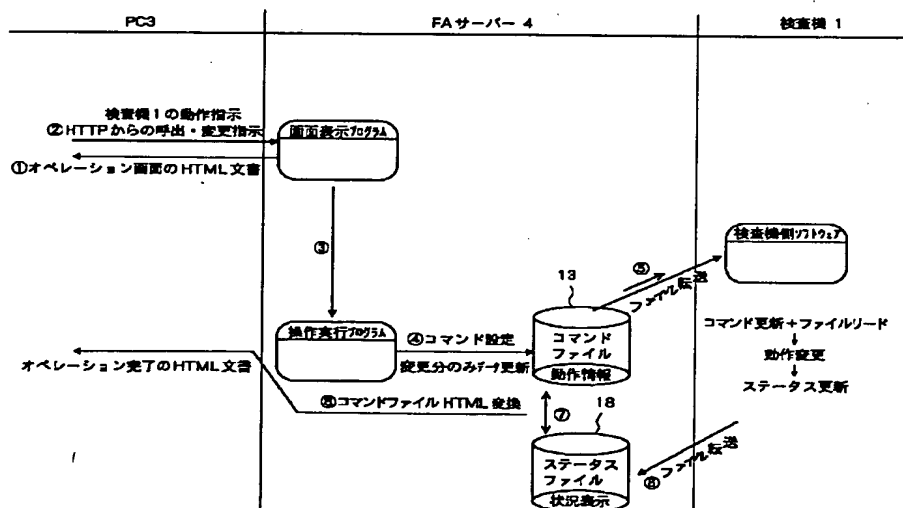 PC3
FAサーバー 4
検査機 1
検査機1の動作指示
②HTTPからの呼出・変更指示
画面表示プログラム
①オペレーション画面のHTML文書
③
検査機側ソフトウェア
⑤
ファイル転送
13
操作実行プログラム
④コマンド設定
変更分のみデータ更新
コマンド
ファイル
動作情報
コマンド更新+ファイルリード
動作変更
ステータス更新
オペレーション完了のHTML文書
⑧コマンドファイルHTML変換
⑦
18
ステータス
ファイル
状況表示
ファイル転送